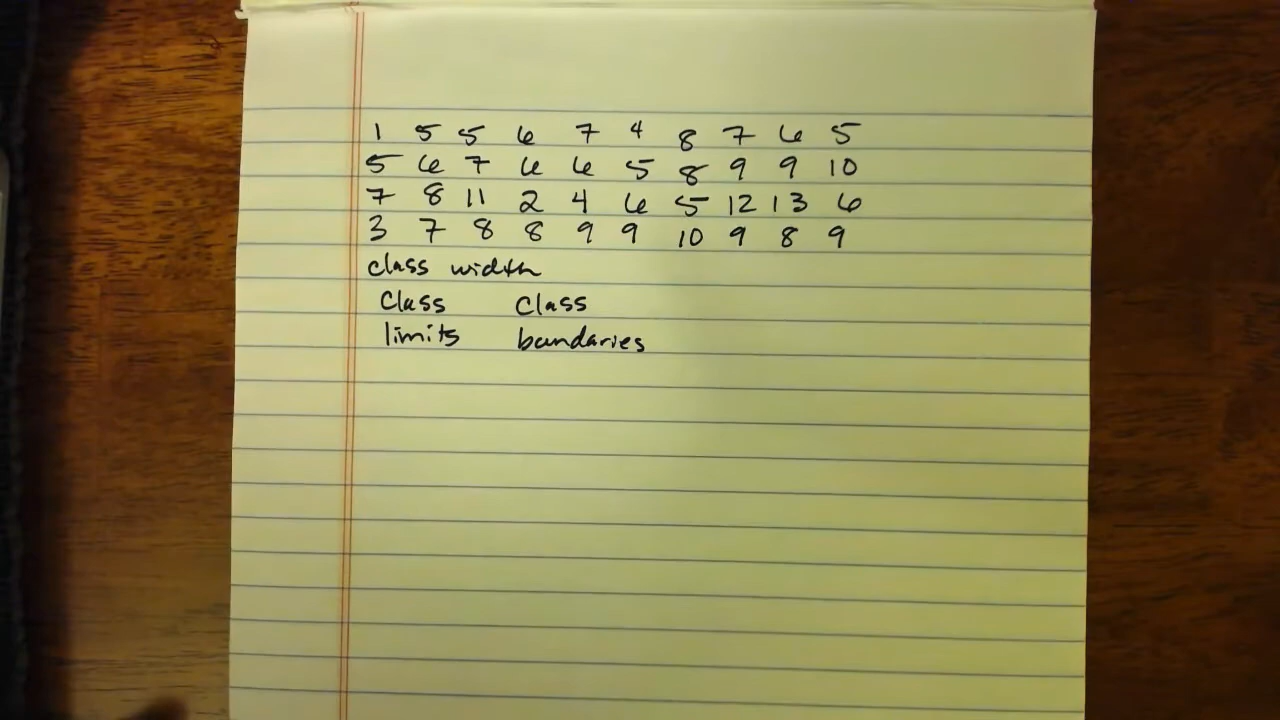 1 5 5 6 7 4 8 7 6 5
5 6 7 6 6 5 8 9 9 10
7 8 11 2 4 6 5 12 13 6
3 7 8 8 9 9 10 9 8 9
class width
Class Class
limits boundaries